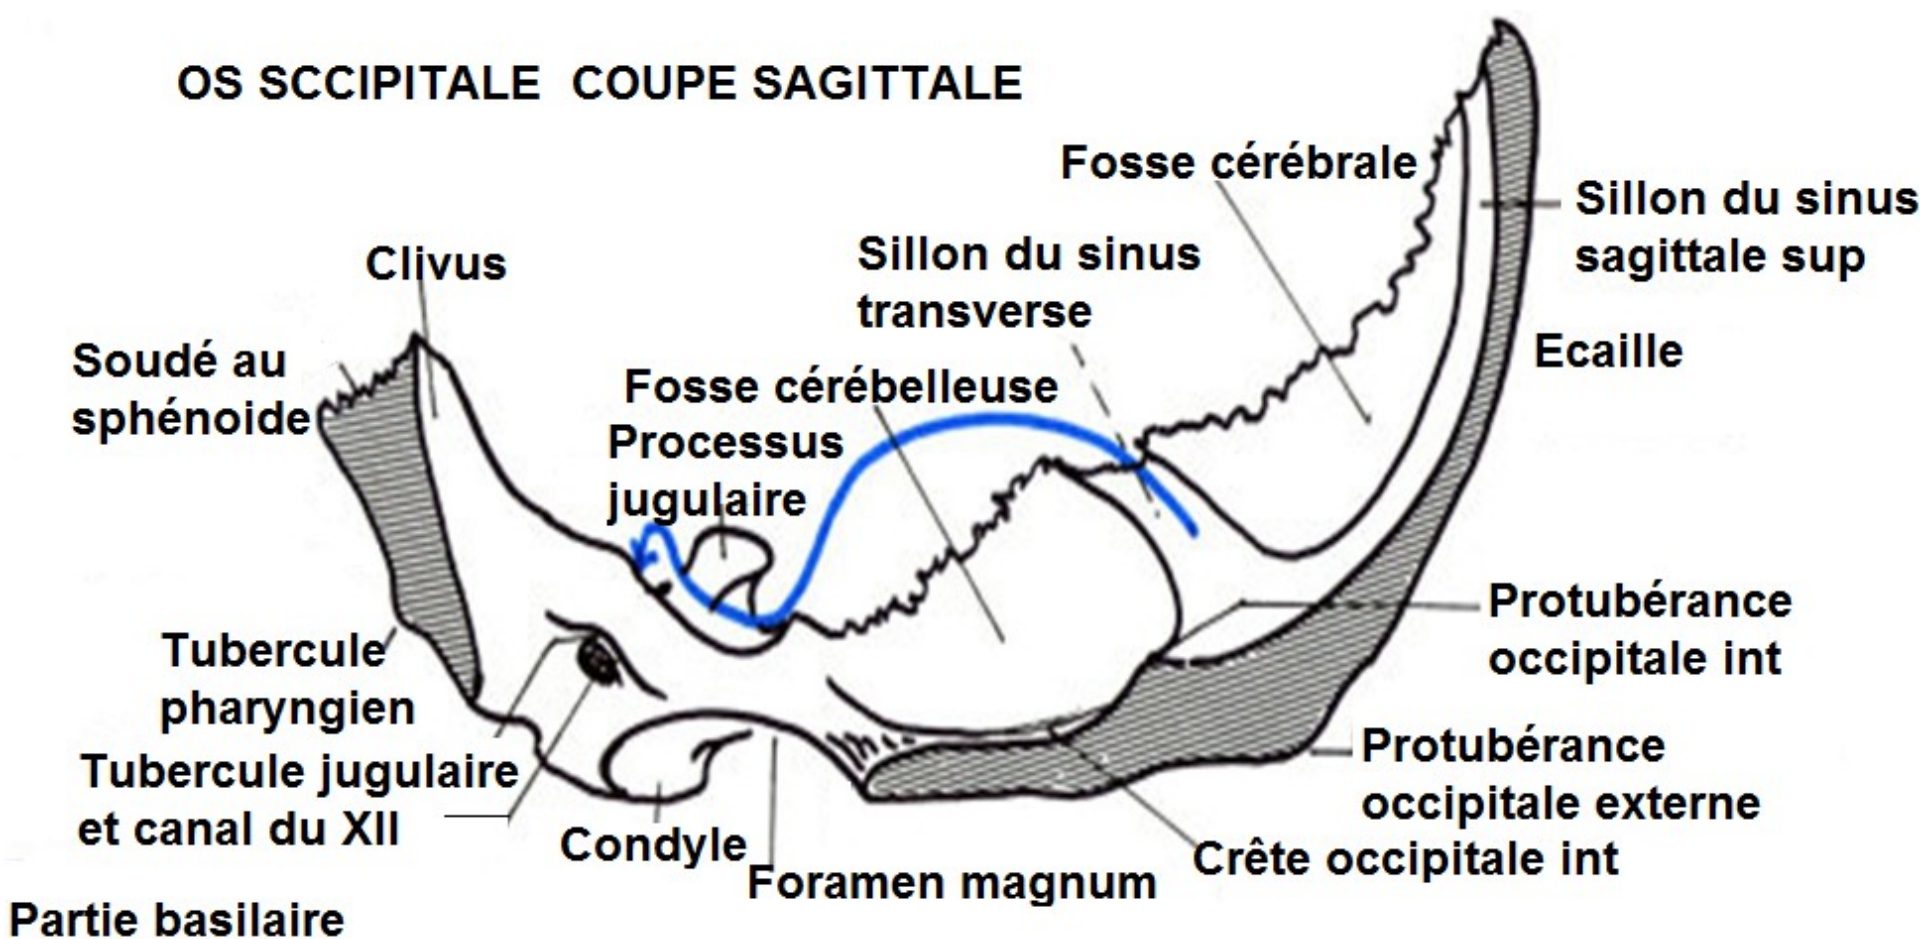 OS SCCIPITALE  COUPE SAGITTALE
Fosse cérébrale
Sillon du sinus
sagittale sup
Clivus
Sillon du sinus
transverse
Soudé au
sphénoide
Ecaille
Fosse cérébelleuse
Processus
jugulaire
Protubérance
occipitale int
Tubercule
pharyngien
Protubérance
occipitale externe
Tubercule jugulaire
et canal du XII
Condyle
Crête occipitale int
Foramen magnum
Partie basilaire